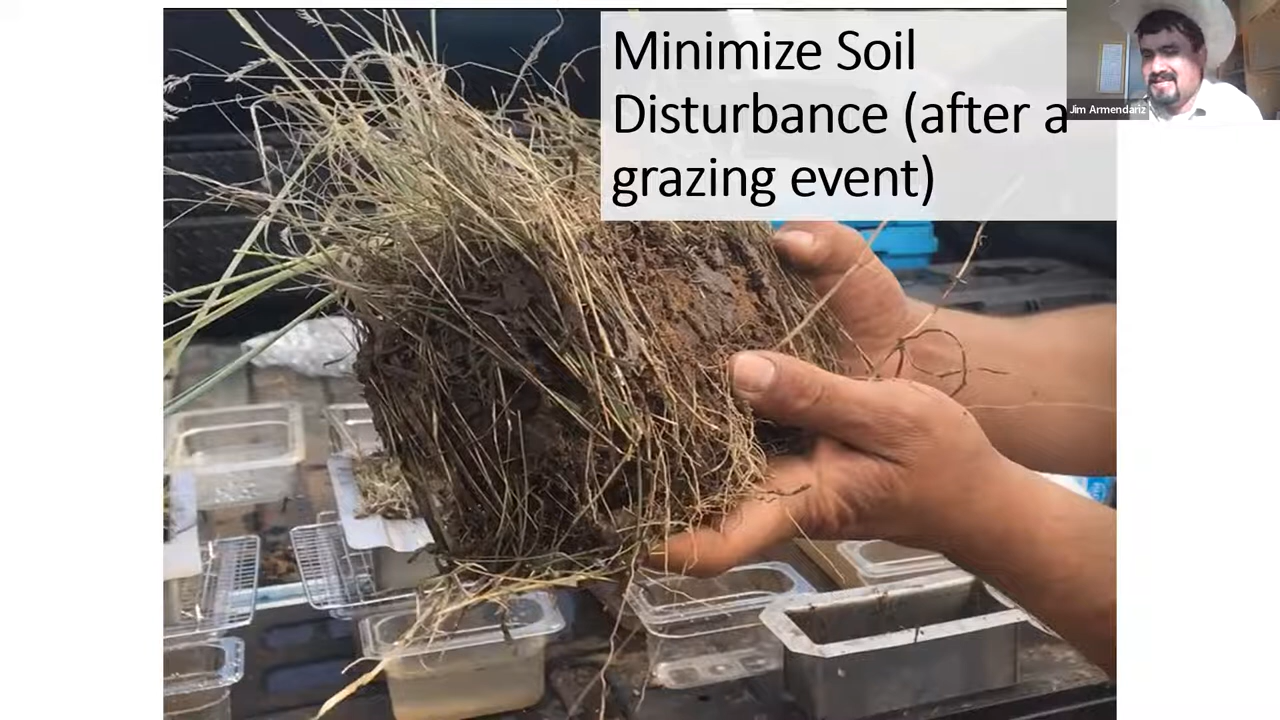 Minimize Soil
Disturbance (after a
grazing event)
Jim Armendariz